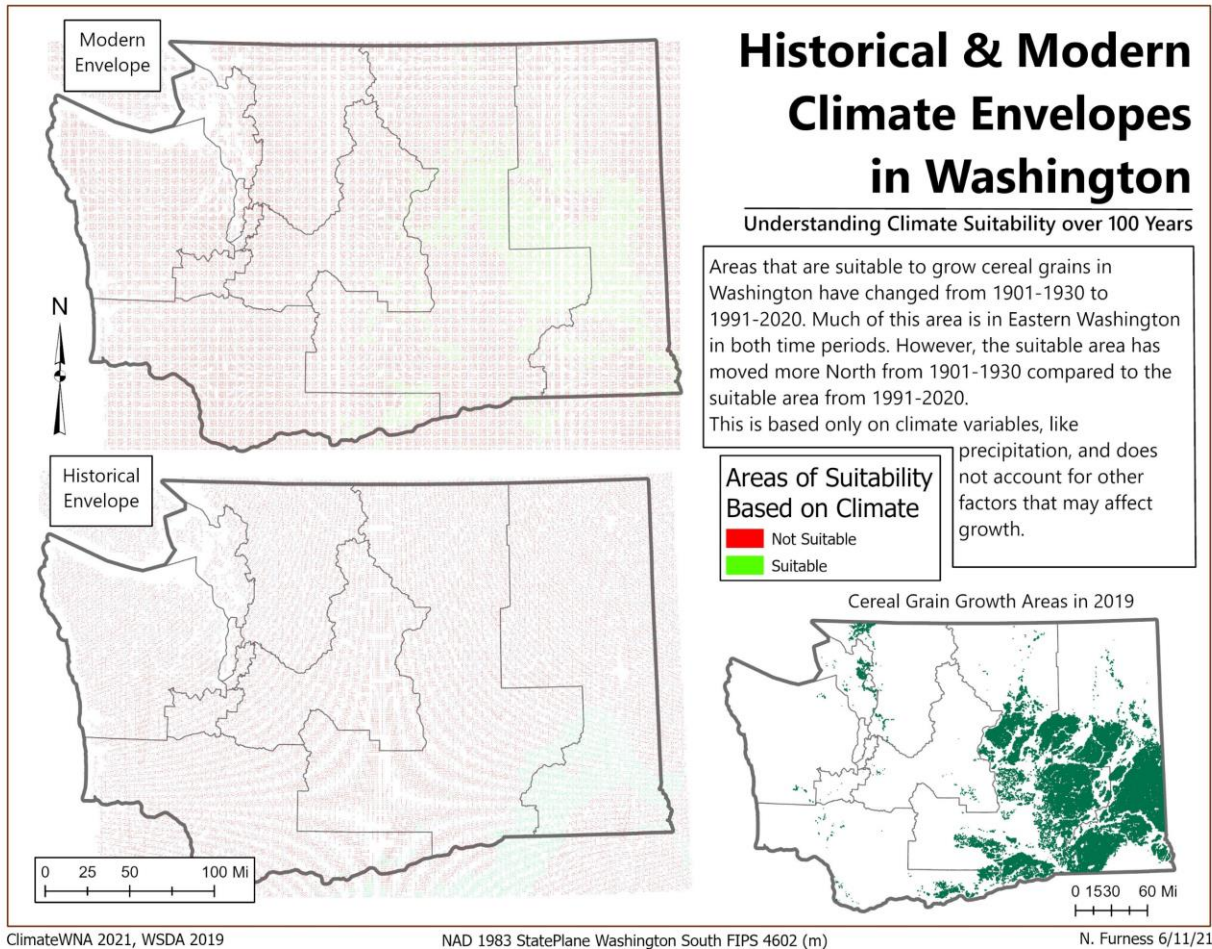 Modern
Envelope
Historical & Modern
Climate Envelopes
in Washington
Understanding Climate Suitability over 100 Years
Areas that are suitable to grow cereal grains in
Washington have changed from 1901-1930 to
1991-2020. Much of this area is in Eastern Washington
in both time periods. However, the suitable area has
moved more North from 1901-1930 compared to the
suitable area from 1991-2020.
This is based only on climate variables, like
precipitation, and does
not account for other
factors that may affect
growth.
N
Historical
Envelope
Areas of Suitability
Based on Climate
Not Suitable
Suitable
Cereal Grain Growth Areas in 2019
0 25 50 100 Mi
0 1530 60 Mi
ClimateWNA 2021, WSDA 2019
NAD 1983 StatePlane Washington South FIPS 4602 (m)
N. Furness 6/11/21